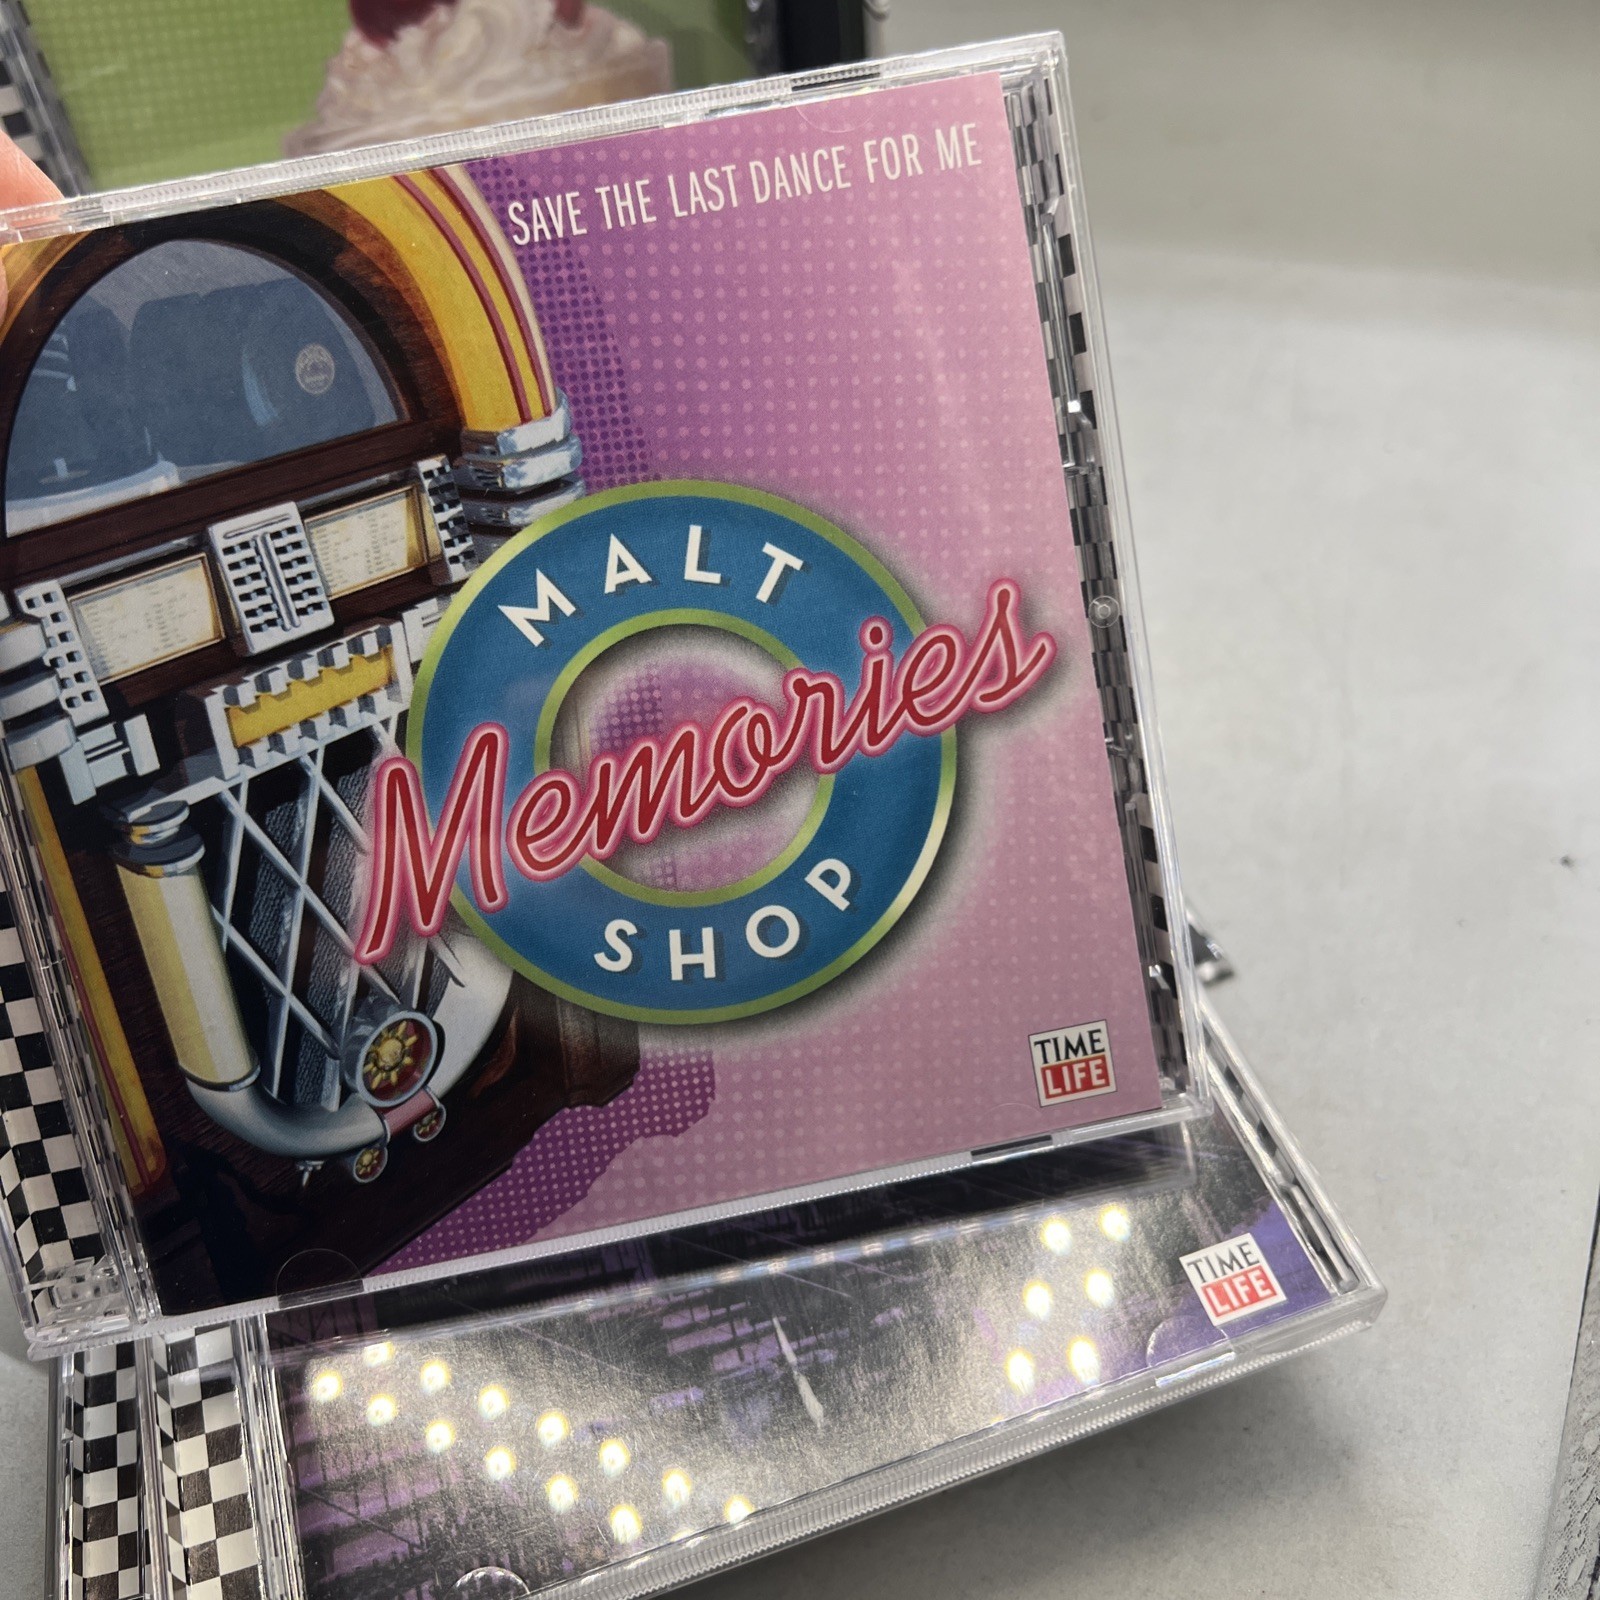 SAVE THE LAST DANCE FOR ME
MALT
Memories
SHOP
TIME
LIFE
TIME
LIFE